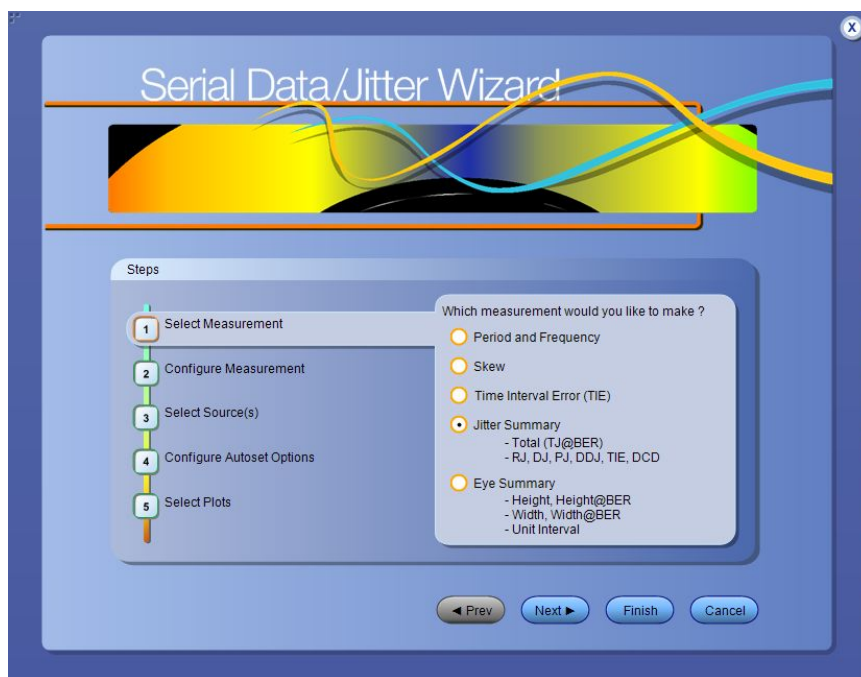 X
Serial Data/Jitter Wizard
Steps
1 Select Measurement
2 Configure Measurement
3 Select Source(s)
4 Configure Autoset Options
5 Select Plots
Which measurement would you like to make ?
Period and Frequency
Skew
Time Interval Error (TIE)
Jitter Summary
- Total (TJ@BER)
- RJ, DJ, PJ, DDJ, TIE, DCD
Eye Summary
- Height, Height@BER
- Width, Width@BER
- Unit Interval
◄ Prev Next ► Finish Cancel